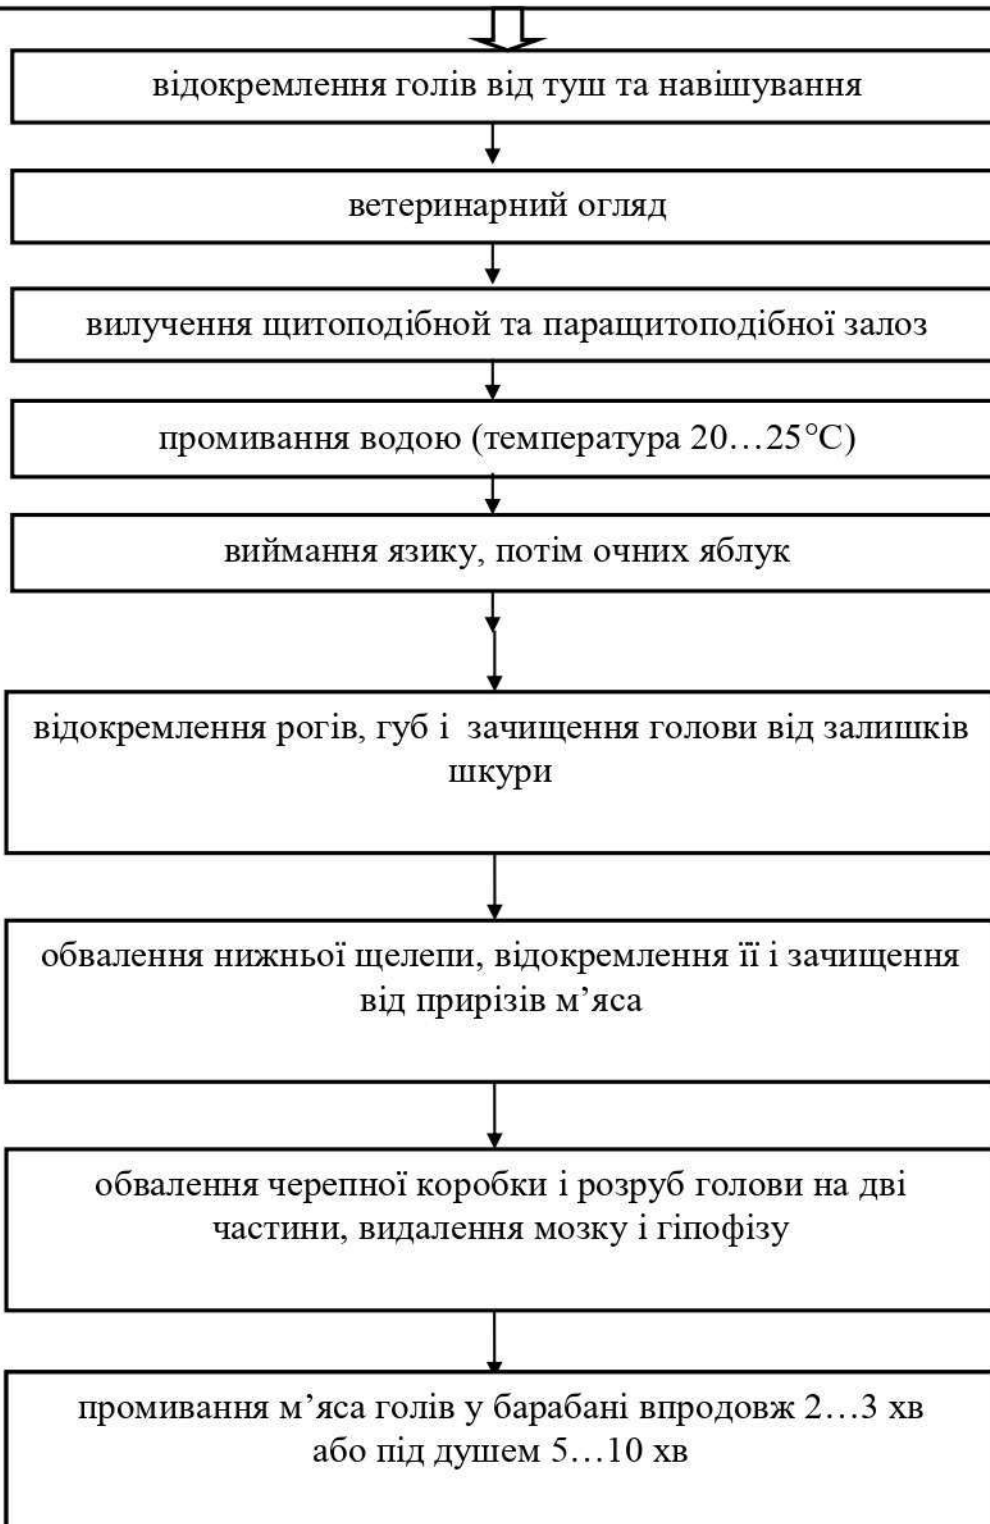 відокремлення голів від туш та навішування
ветеринарний огляд
вилучення щитоподібной та паращитоподібної залоз
промивання водою (температура 20…25°С)
виймання язику, потім очних яблук
відокремлення рогів, губ і зачищення голови від залишків
шкури
обвалення нижньої щелепи, відокремлення її і зачищення
від прирізів м’яса
обвалення черепної коробки і розруб голови на дві
частини, видалення мозку і гіпофізу
промивання м’яса голів у барабані впродовж 2…3 хв
або під душем 5…10 хв